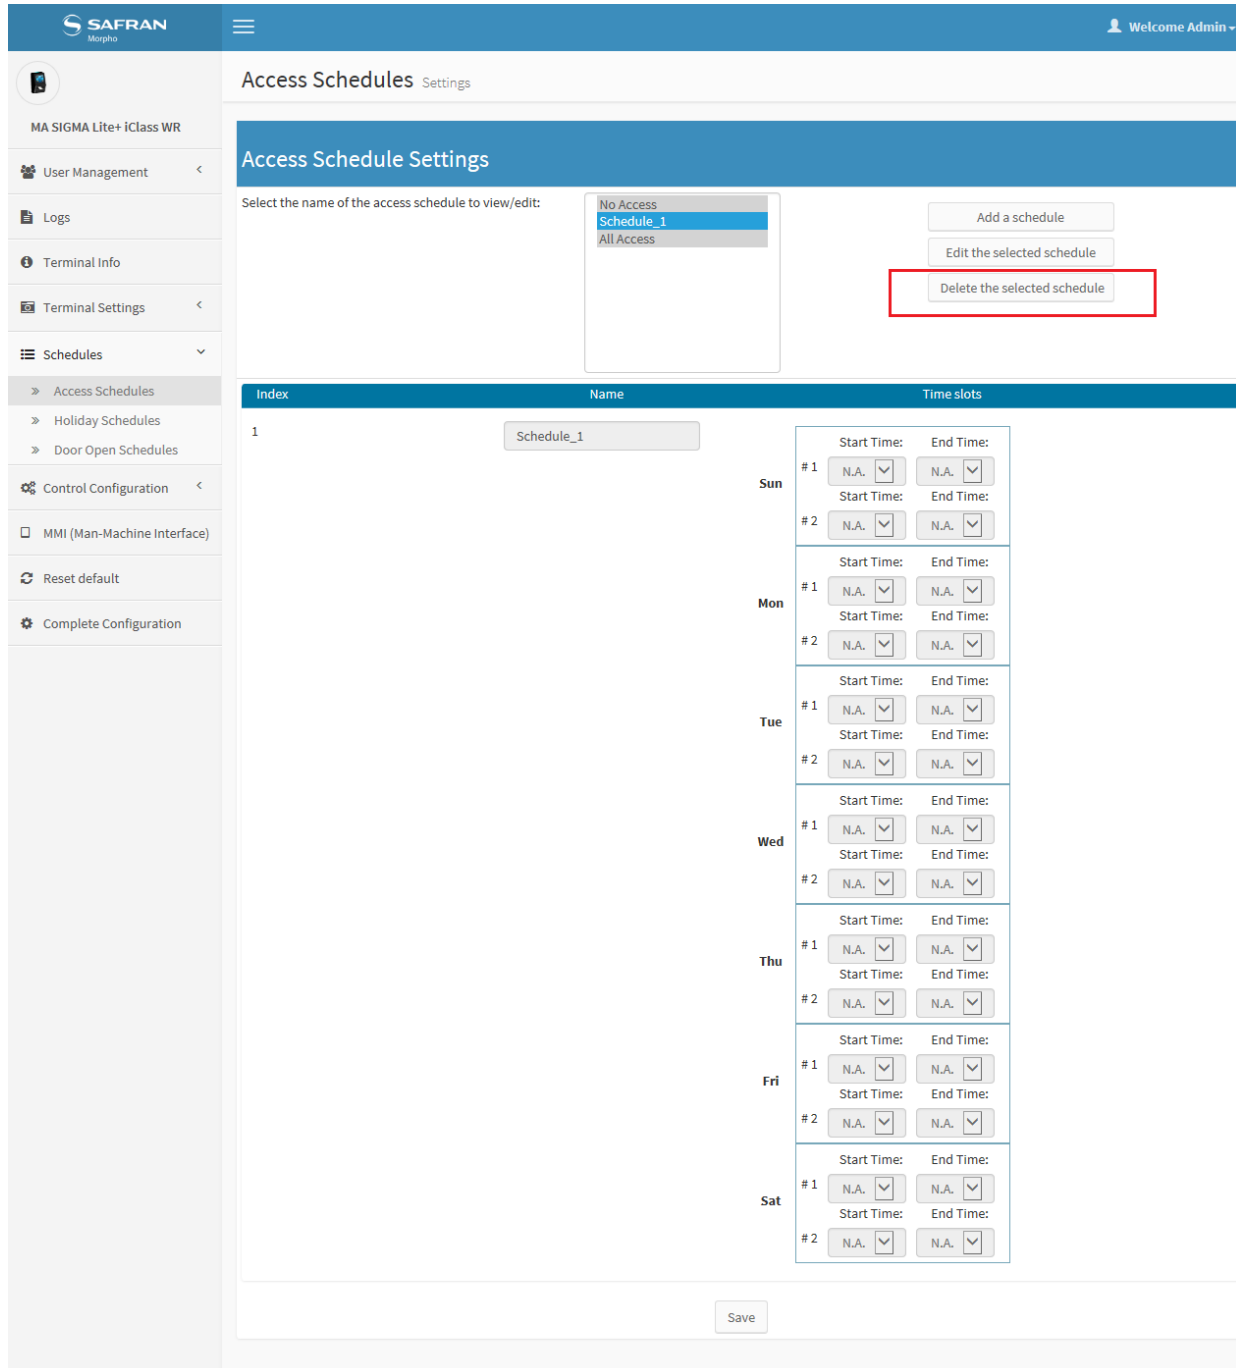 SAFRAN
Morpho
Welcome Admin
Access Schedules Settings
MA SIGMA Lite+ iClass WR
User Management
Logs
Terminal Info
Terminal Settings
Schedules
Access Schedules
Holiday Schedules
Door Open Schedules
Control Configuration
MMI (Man-Machine Interface)
Reset default
Complete Configuration
Access Schedule Settings
Select the name of the access schedule to view/edit:
No Access
Schedule_1
All Access
Add a schedule
Edit the selected schedule
Delete the selected schedule
Index Name Time slots
1 Schedule_1
Sun
Start Time: End Time:
# 1 N.A. N.A.
Start Time: End Time:
# 2 N.A. N.A.
Mon
Start Time: End Time:
# 1 N.A. N.A.
Start Time: End Time:
# 2 N.A. N.A.
Tue
Start Time: End Time:
# 1 N.A. N.A.
Start Time: End Time:
# 2 N.A. N.A.
Wed
Start Time: End Time:
# 1 N.A. N.A.
Start Time: End Time:
# 2 N.A. N.A.
Thu
Start Time: End Time:
# 1 N.A. N.A.
Start Time: End Time:
# 2 N.A. N.A.
Fri
Start Time: End Time:
# 1 N.A. N.A.
Start Time: End Time:
# 2 N.A. N.A.
Sat
Start Time: End Time:
# 1 N.A. N.A.
Start Time: End Time:
# 2 N.A. N.A.
Save